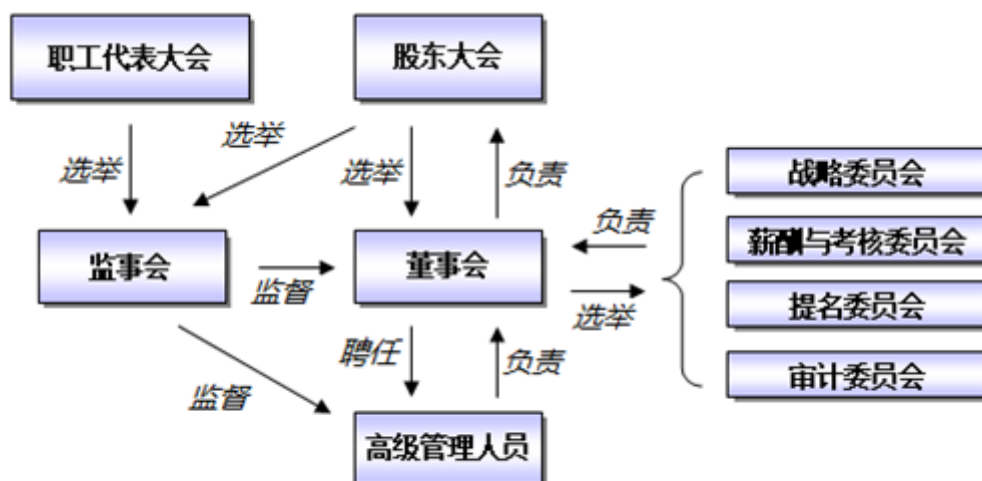 职工代表大会
股东大会
选举
选举
选举
负责
战略委员会
负责
薪酬与考核委员会
监事会
监督
董事会
选举
提名委员会
聘任
负责
审计委员会
监督
高级管理人员